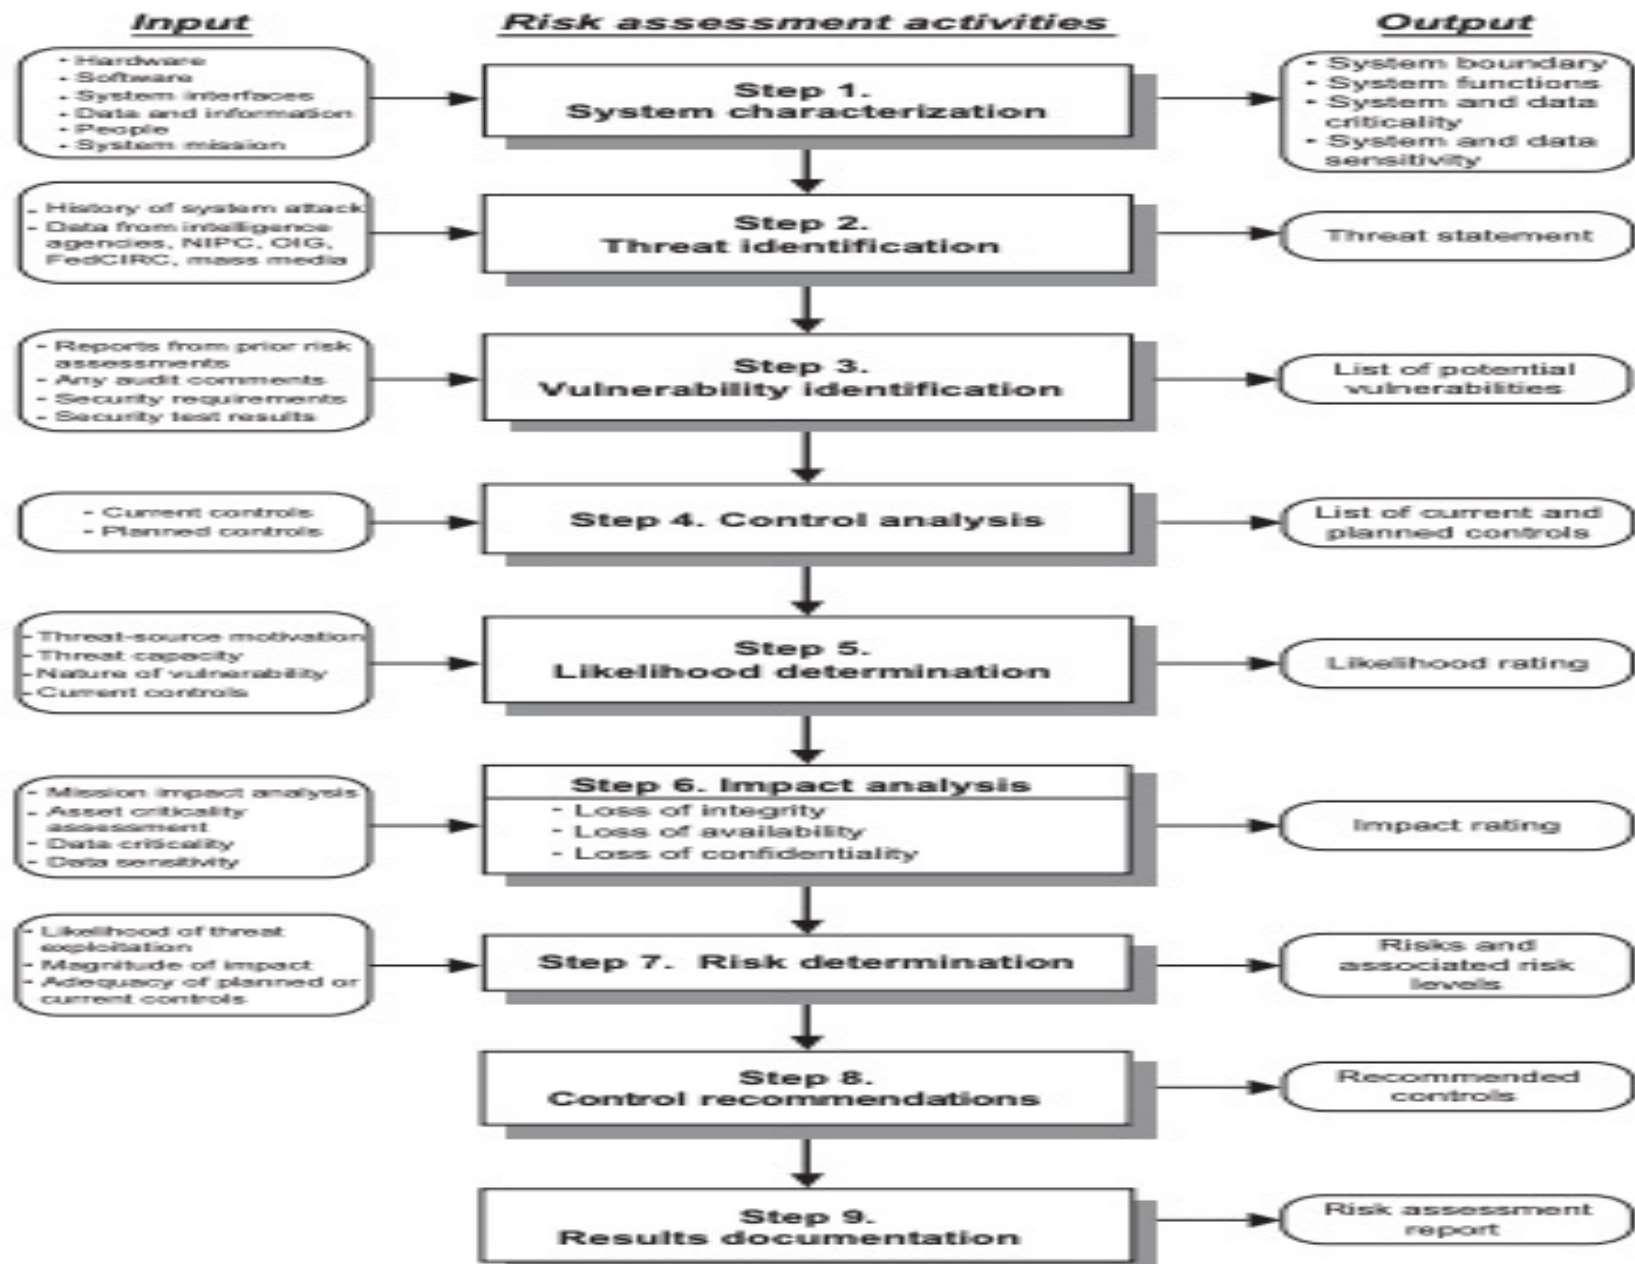 Input
Risk assessment activities
Output
- Hardware
- Software
- System interfaces
- Data and information
- People
- System mission
Step 1.
System characterization
• System boundary
• System functions
• System and data
criticality
• System and data
sensitivity
- History of system attack
- Data from intelligence
agencies, NIPC, OIG,
FedCIRC, mass media
Step 2.
Threat identification
Threat statement
- Reports from prior risk
assessments
- Any audit comments
- Security requirements
- Security test results
Step 3.
Vulnerability identification
List of potential
vulnerabilities
- Current controls
- Planned controls
Step 4. Control analysis
List of current and
planned controls
- Threat-source motivation
- Threat capacity
- Nature of vulnerability
- Current controls
Step 5.
Likelihood determination
Likelihood rating
- Mission impact analysis
- Asset criticality
assessment
- Data criticality
- Data sensitivity
Step 6. Impact analysis
- Loss of integrity
- Loss of availability
- Loss of confidentiality
Impact rating
- Likelihood of threat
exploitation
- Magnitude of impact
- Adequacy of planned or
current controls
Step 7. Risk determination
Risks and
associated risk
levels
Step 8.
Control recommendations
Recommended
controls
Step 9.
Results documentation
Risk assessment
report